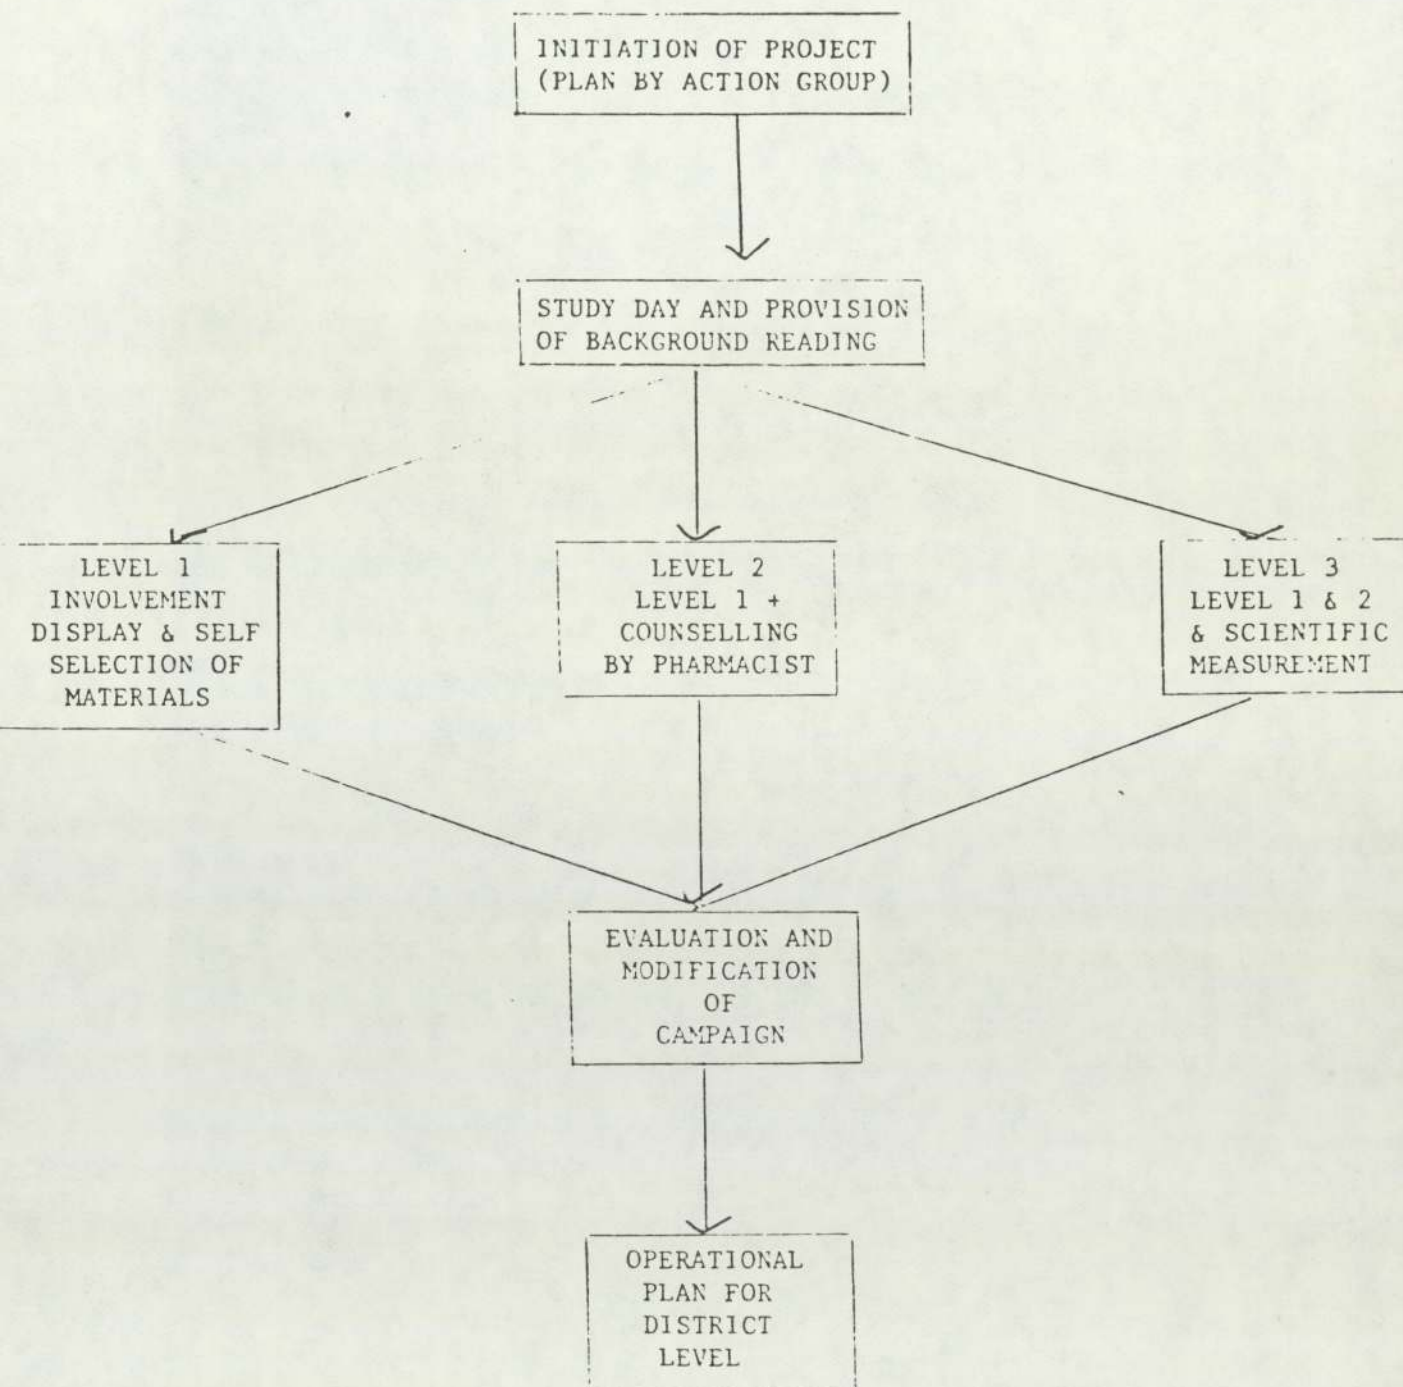 INITIATION OF PROJECT
(PLAN BY ACTION GROUP)
STUDY DAY AND PROVISION
OF BACKGROUND READING
LEVEL 1
INVOLVEMENT
DISPLAY & SELF
SELECTION OF
MATERIALS
LEVEL 2
LEVEL 1 +
COUNSELLING
BY PHARMACIST
LEVEL 3
LEVEL 1 & 2
& SCIENTIFIC
MEASUREMENT
EVALUATION AND
MODIFICATION
OF
CAMPAIGN
OPERATIONAL
PLAN FOR
DISTRICT
LEVEL